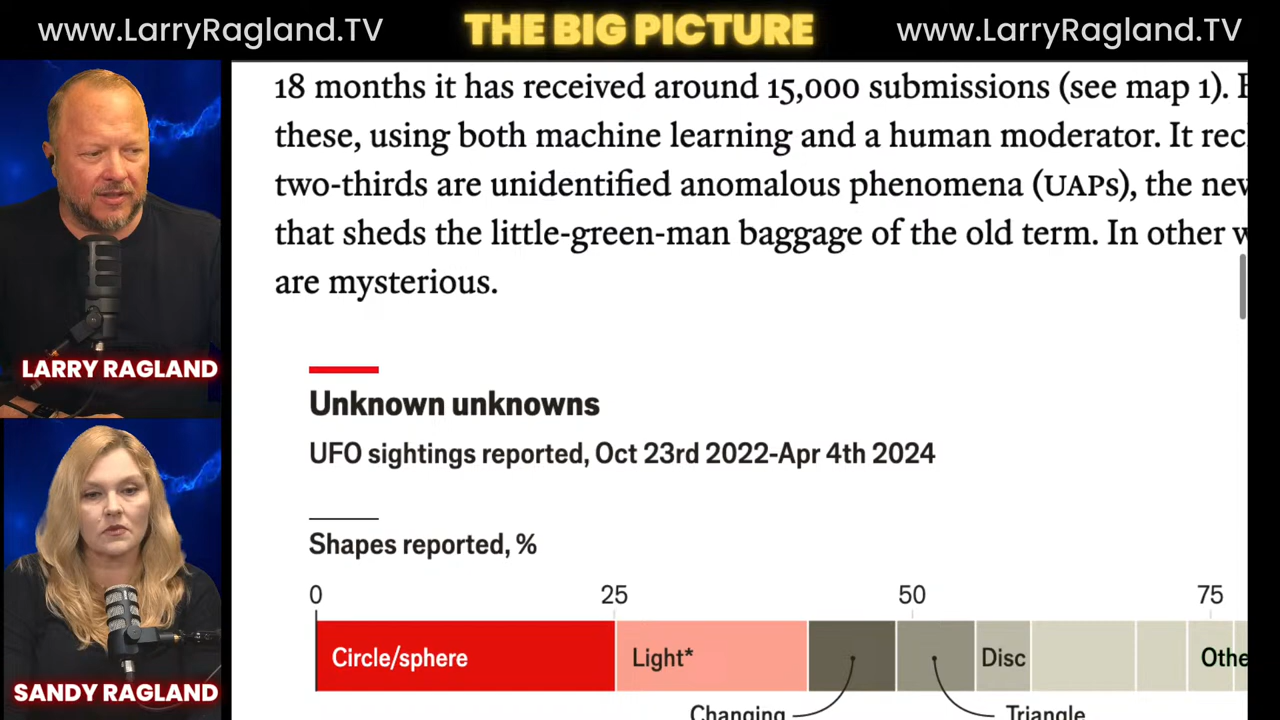 www.LarryRagland.TV
THE BIG PICTURE
www.LarryRagland.TV
LARRY RAGLAND
SANDY RAGLAND
18 months it has received around 15,000 submissions (see map 1).
these, using both machine learning and a human moderator. It
two-thirds are unidentified anomalous phenomena (UAPs), the
that sheds the little-green-man baggage of the old term. In other
are mysterious.
Unknown unknowns
UFO sightings reported, Oct 23rd 2022-Apr 4th 2024
Shapes reported, %
0 25 50 75
Circle/sphere Light* Disc
Changing Triangle